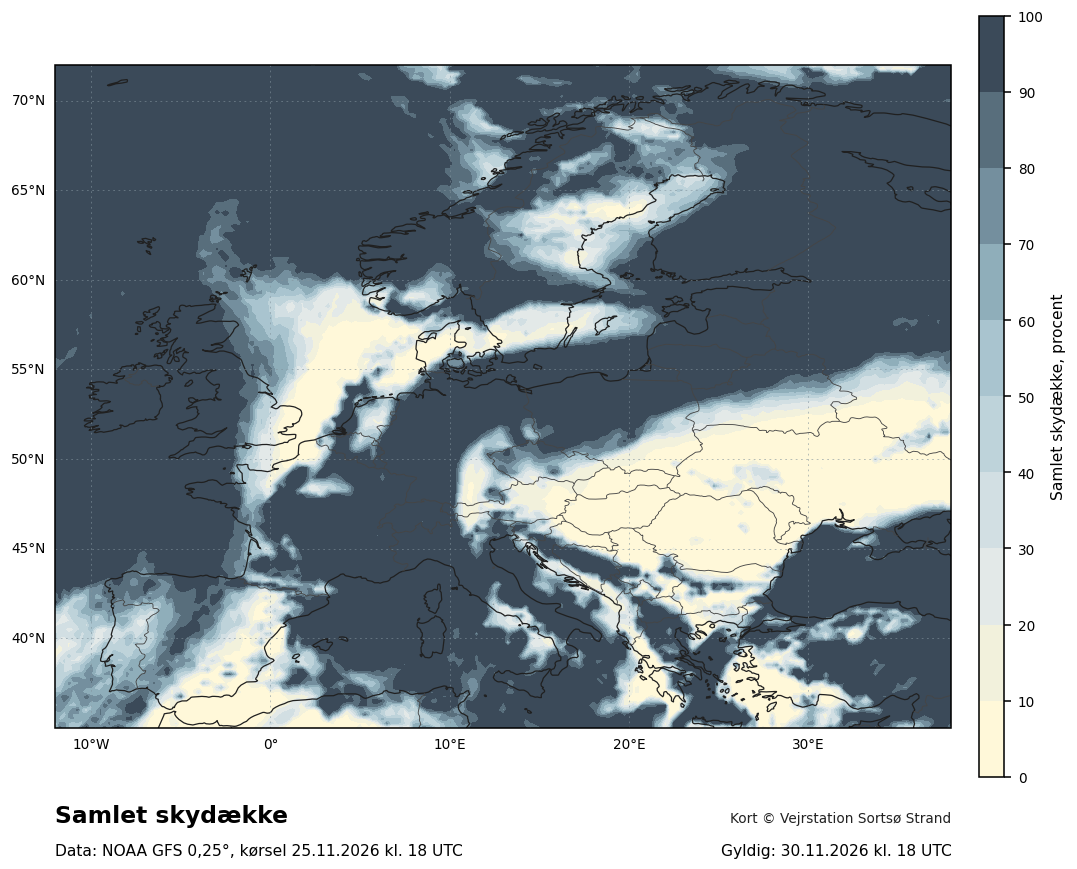 70°N
65°N
60°N
55°N
50°N
45°N
40°N
10°W 0° 10°E 20°E 30°E
100
90
80
70
60
50
40
30
20
10
0
Samlet skydække, procent
Samlet skydække
Kort © Vejrstation Sortsø Strand
Data: NOAA GFS 0,25°, kørsel 25.11.2026 kl. 18 UTC
Gyldig: 30.11.2026 kl. 18 UTC